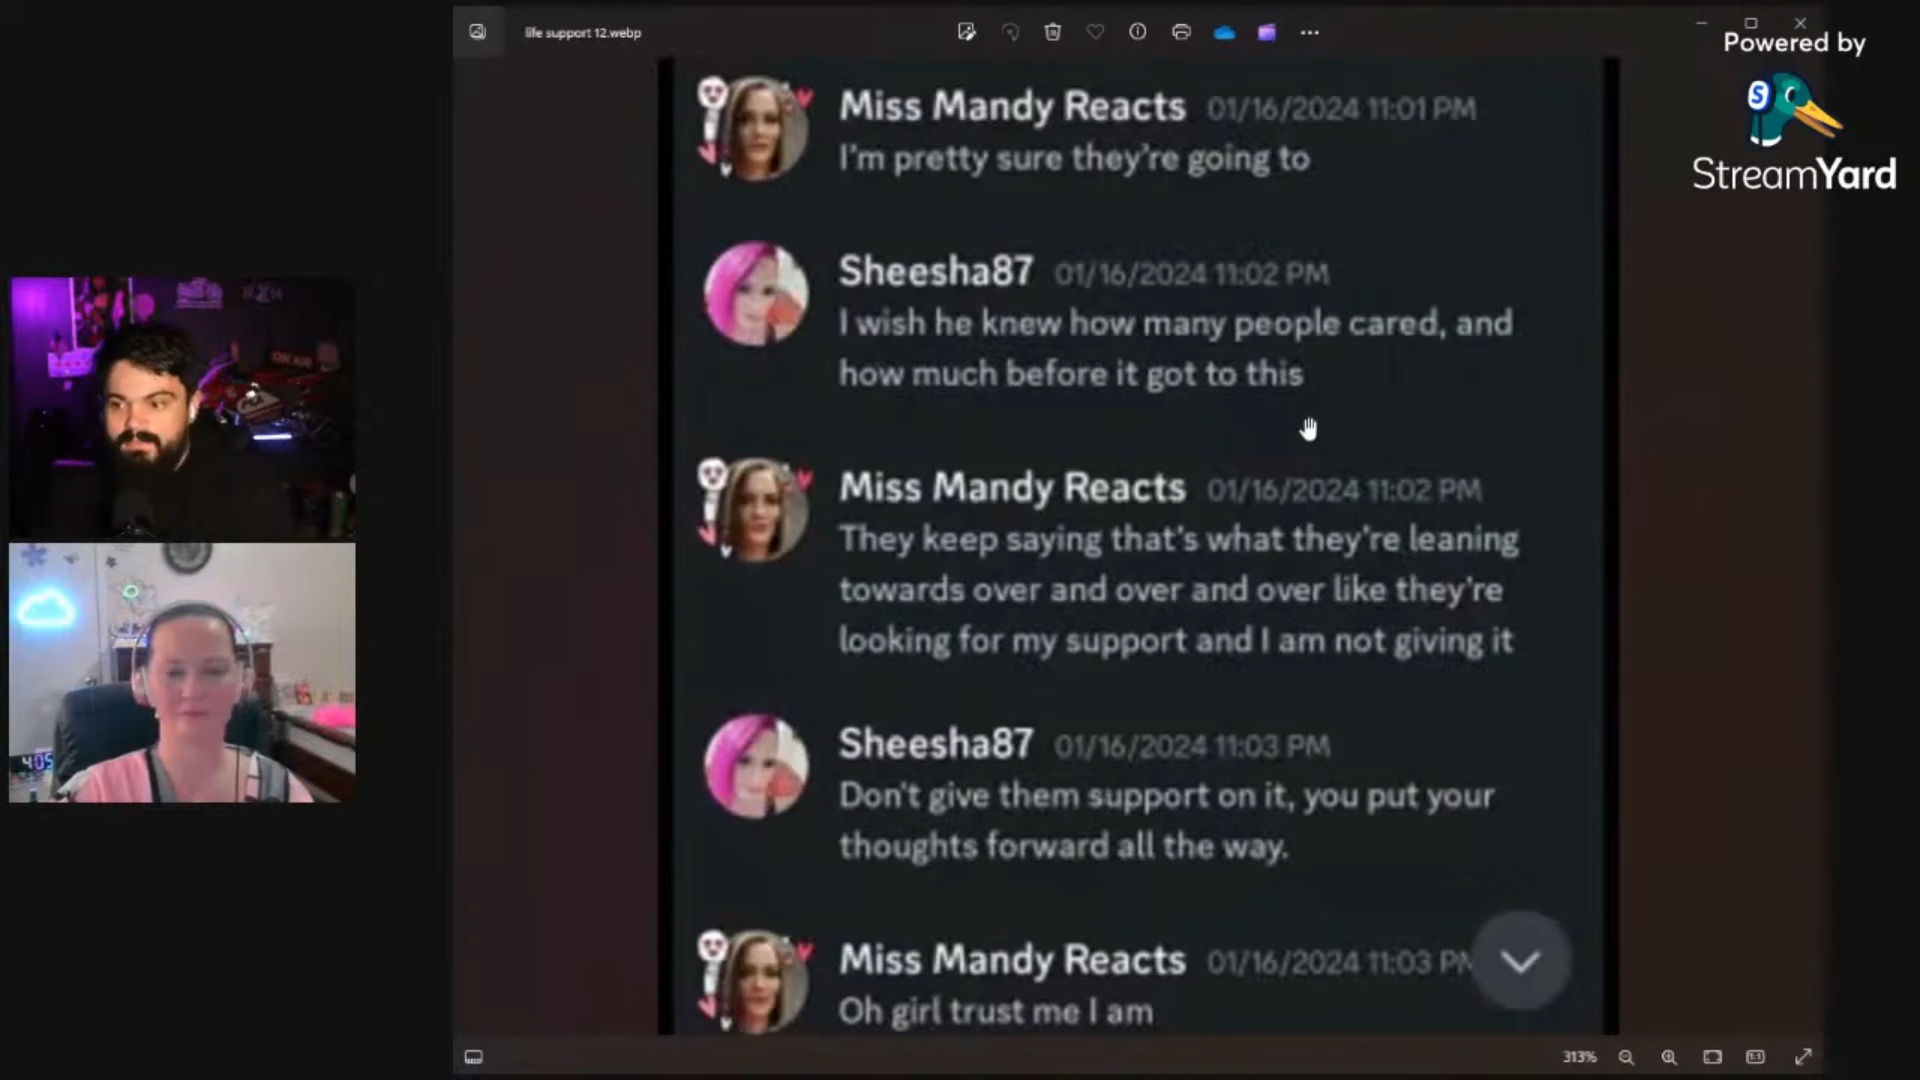 life support 12.webp
Powered by
StreamYard
Miss Mandy Reacts 01/16/2024 11:01 PM
I'm pretty sure they're going to
Sheesha87 01/16/2024 11:02 PM
I wish he knew how many people cared, and
how much before it got to this
Miss Mandy Reacts 01/16/2024 11:02 PM
They keep saying that's what they're leaning
towards over and over and over like they're
looking for my support and I am not giving it
Sheesha87 01/16/2024 11:03 PM
Don't give them support on it, you put your
thoughts forward all the way.
Miss Mandy Reacts 01/16/2024 11:03 PM
Oh girl trust me I am
ON AIR
4:05
313%